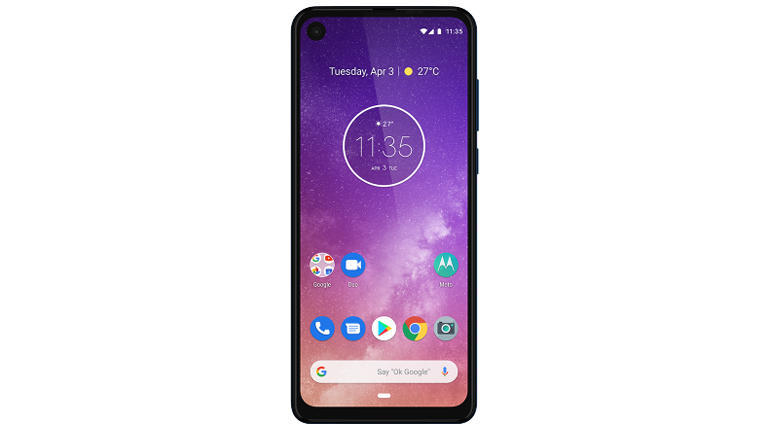 11:35
Tuesday, Apr 3 | 27°C
27°
11:35
APR 3 TUE
Google
Duo
Moto
Say "Ok Google"